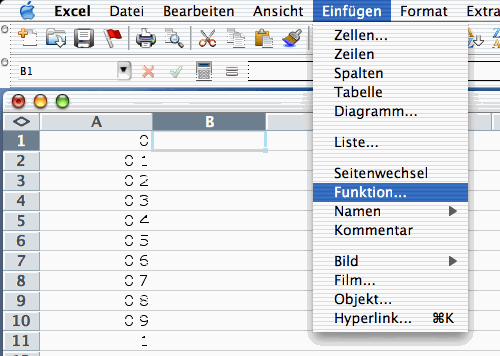 Excel Datei Bearbeiten Ansicht Einfügen Format Extra
B1 =
Zellen...
Zeilen
Spalten
Tabelle
Diagramm...
Liste...
Seitenwechsel
Funktion...
Namen
Kommentar
Bild
Film...
Objekt...
Hyperlink... ⌘K
A B
1 0
2 0 1
3 0 2
4 0 3
5 0 4
6 0 5
7 0 6
8 0 7
9 0 8
10 0 9
11 1